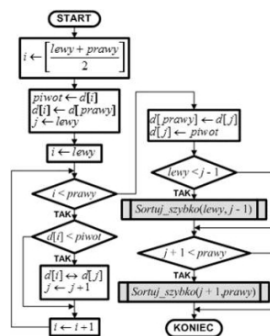 START
i ← [lewy + prawy / 2]
piwot ← d[i]
d[i] ← d[prawy]
j ← lewy
i ← lewy
i < prawy
TAK
d[i] < piwot
TAK
d[i] ↔ d[j]
j ← j+1
i ← i+1
d[prawy] ← d[j]
d[j] ← piwot
lewy < j - 1
TAK
Sortuj_szybko(lewy, j - 1)
j + 1 < prawy
TAK
Sortuj_szybko(j + 1, prawy)
KONIEC